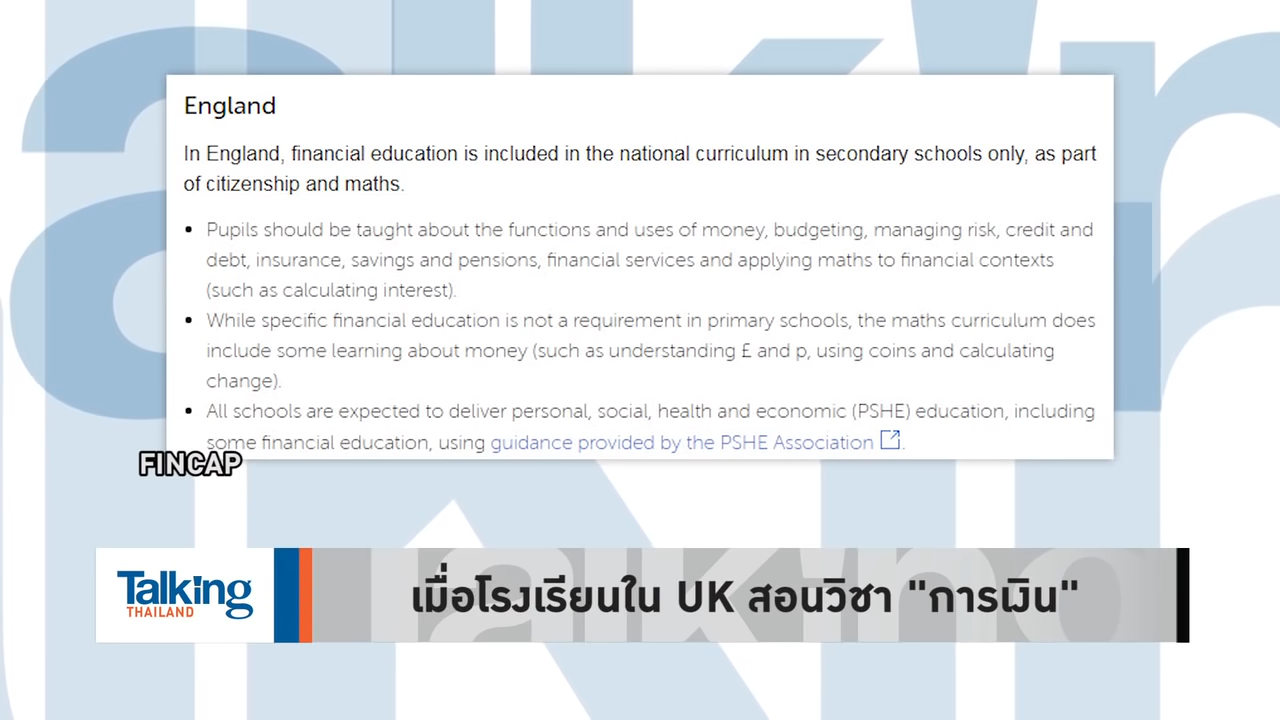 England
In England, financial education is included in the national curriculum in secondary schools only, as part
of citizenship and maths.
• Pupils should be taught about the functions and uses of money, budgeting, managing risk, credit and
debt, insurance, savings and pensions, financial services and applying maths to financial contexts
(such as calculating interest).
• While specific financial education is not a requirement in primary schools, the maths curriculum does
include some learning about money (such as understanding £ and p, using coins and calculating
change).
• All schools are expected to deliver personal, social, health and economic (PSHE) education, including
some financial education, using guidance provided by the PSHE Association.
FINCAP
Talking
THAILAND
เมื่อโรงเรียนใน UK สอนวิชา "การเงิน"